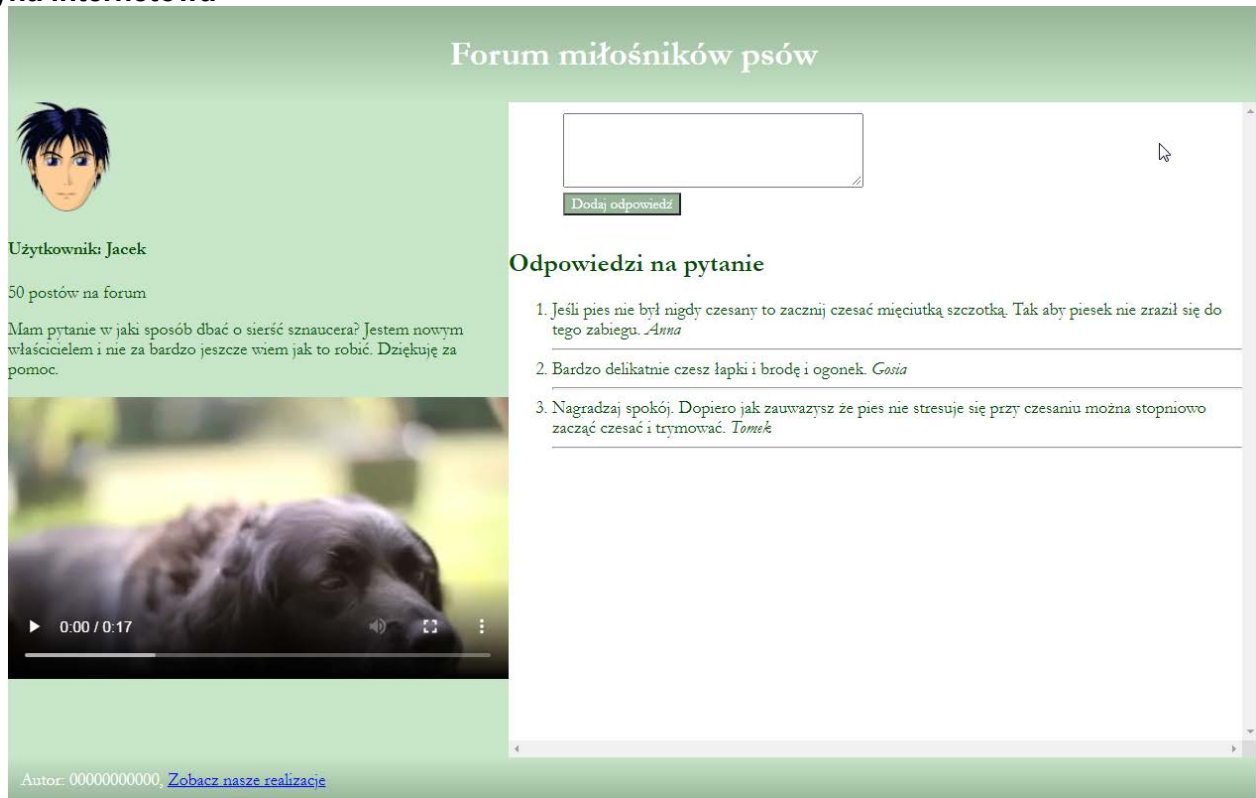 Forum miłośników psów
Użytkownik: Jacek
50 postów na forum
Mam pytanie w jaki sposób dbać o sierść sznaucera? Jestem nowym
właścicielem i nie za bardzo jeszcze wiem jak to robić. Dziękuję za
pomoc.
0:00 / 0:17
Dodaj odpowiedź
Odpowiedzi na pytanie
1. Jeśli pies nie był nigdy czesany to zacznij czesać mięciutką szczotką. Tak aby piesek nie zraził się do
tego zabiegu. Anna
2. Bardzo delikatnie czesz łapki i brodę i ogonek. Gosia
3. Nagradzaj spokój. Dopiero jak zauwazysz że pies nie stresuje się przy czesaniu można stopniowo
zacząć czesać i trymować. Tomek
Autor: 00000000000, Zobacz nasze realizacje